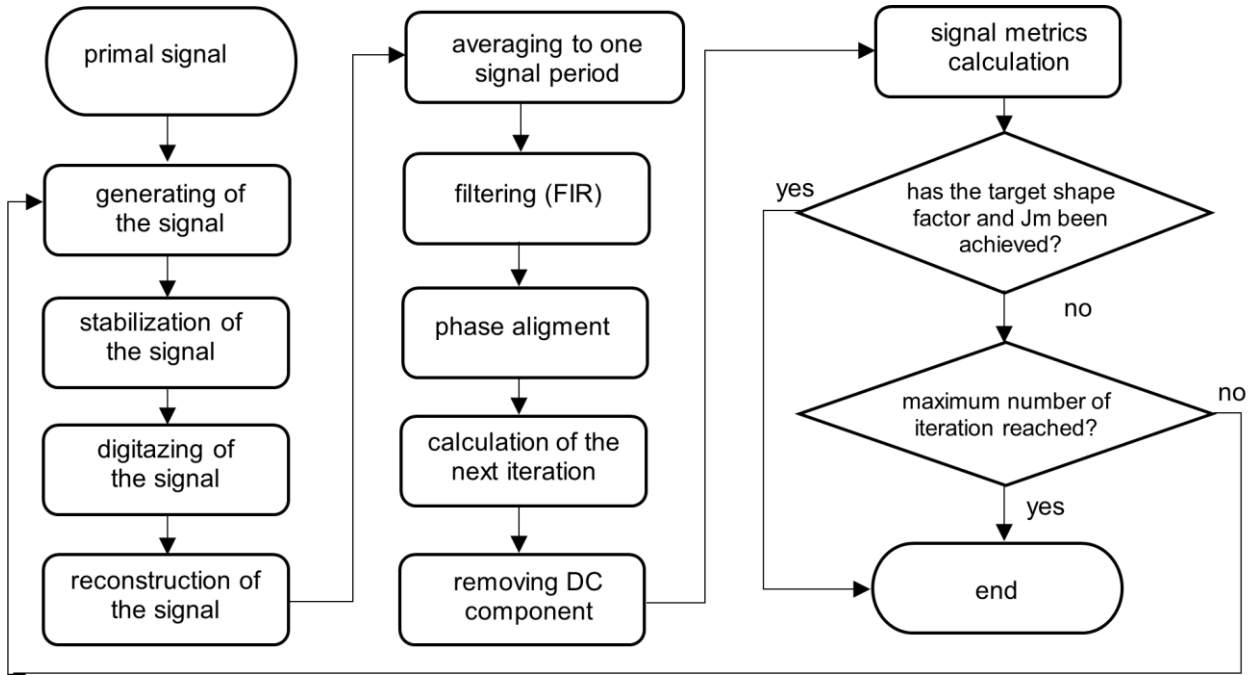 primal signal
generating of
the signal
stabilization of
the signal
digitazing of
the signal
reconstruction of
the signal
averaging to one
signal period
filtering (FIR)
phase aligment
calculation of the
next iteration
removing DC
component
signal metrics
calculation
has the target shape
factor and Jm been
achieved?
yes
no
maximum number of
iteration reached?
no
yes
end